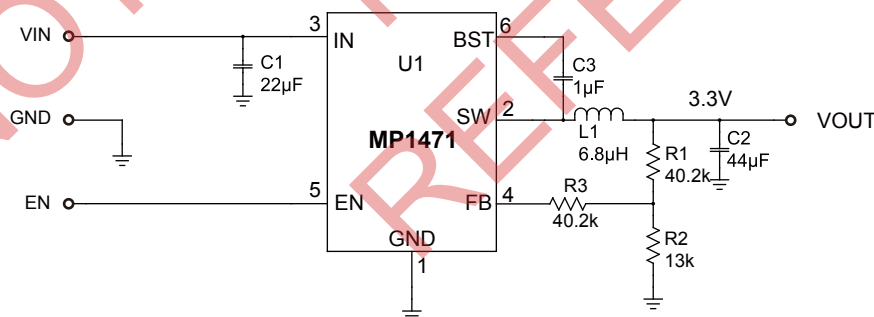 VIN
3
IN
C1
22µF
U1
BST
6
C3
1µF
GND
MP1471
SW
2
L1
6.8µH
3.3V
VOUT
C2
44µF
R1
40.2k
EN
5
EN
FB
4
R3
40.2k
R2
13k
GND
1
REFE